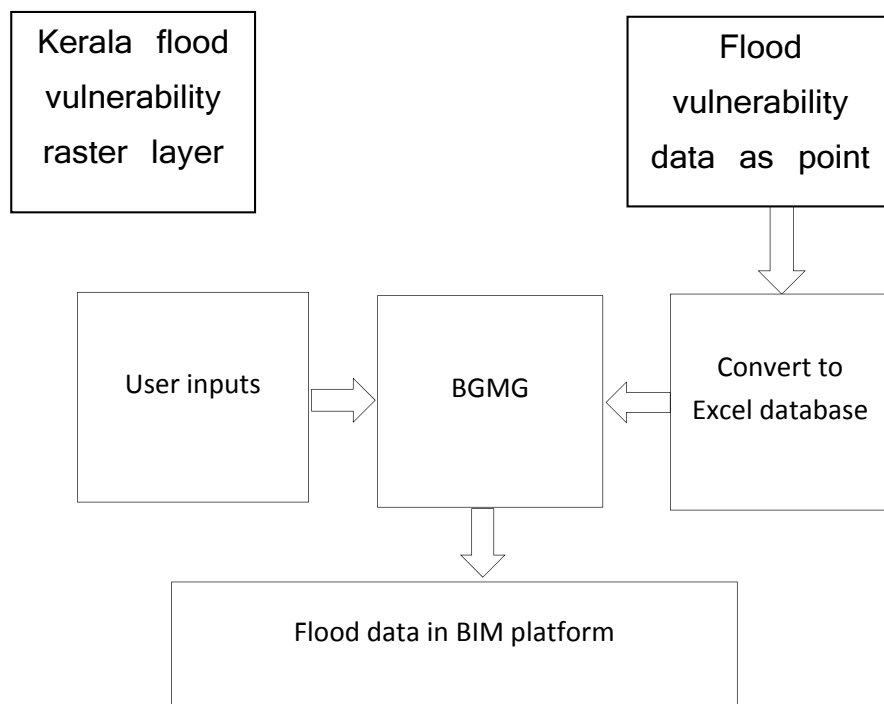 Kerala flood
vulnerability
raster layer
Flood
vulnerability
data as point
User inputs
BGMG
Convert to
Excel database
Flood data in BIM platform